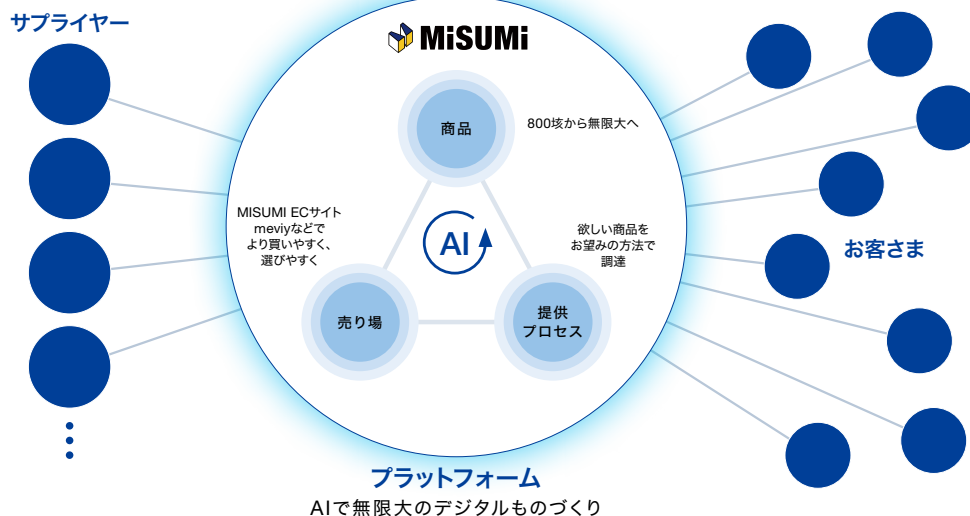 サプライヤー
MiSUMi
商品
800垓から無限大へ
MISUMI ECサイト
meviyなどで
より買いやすく、
選びやすく
AI
欲しい商品を
お望みの方法で
調達
お客さま
売り場
提供
プロセス
プラットフォーム
AIで無限大のデジタルものづくり